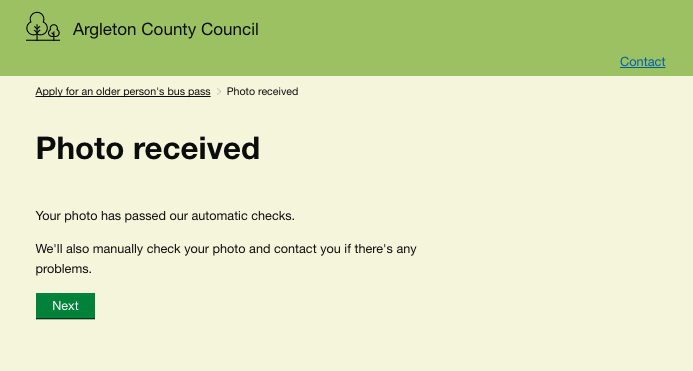 Argleton County Council
Contact
Apply for an older person's bus pass > Photo received
Photo received
Your photo has passed our automatic checks.
We'll also manually check your photo and contact you if there's any
problems.
Next